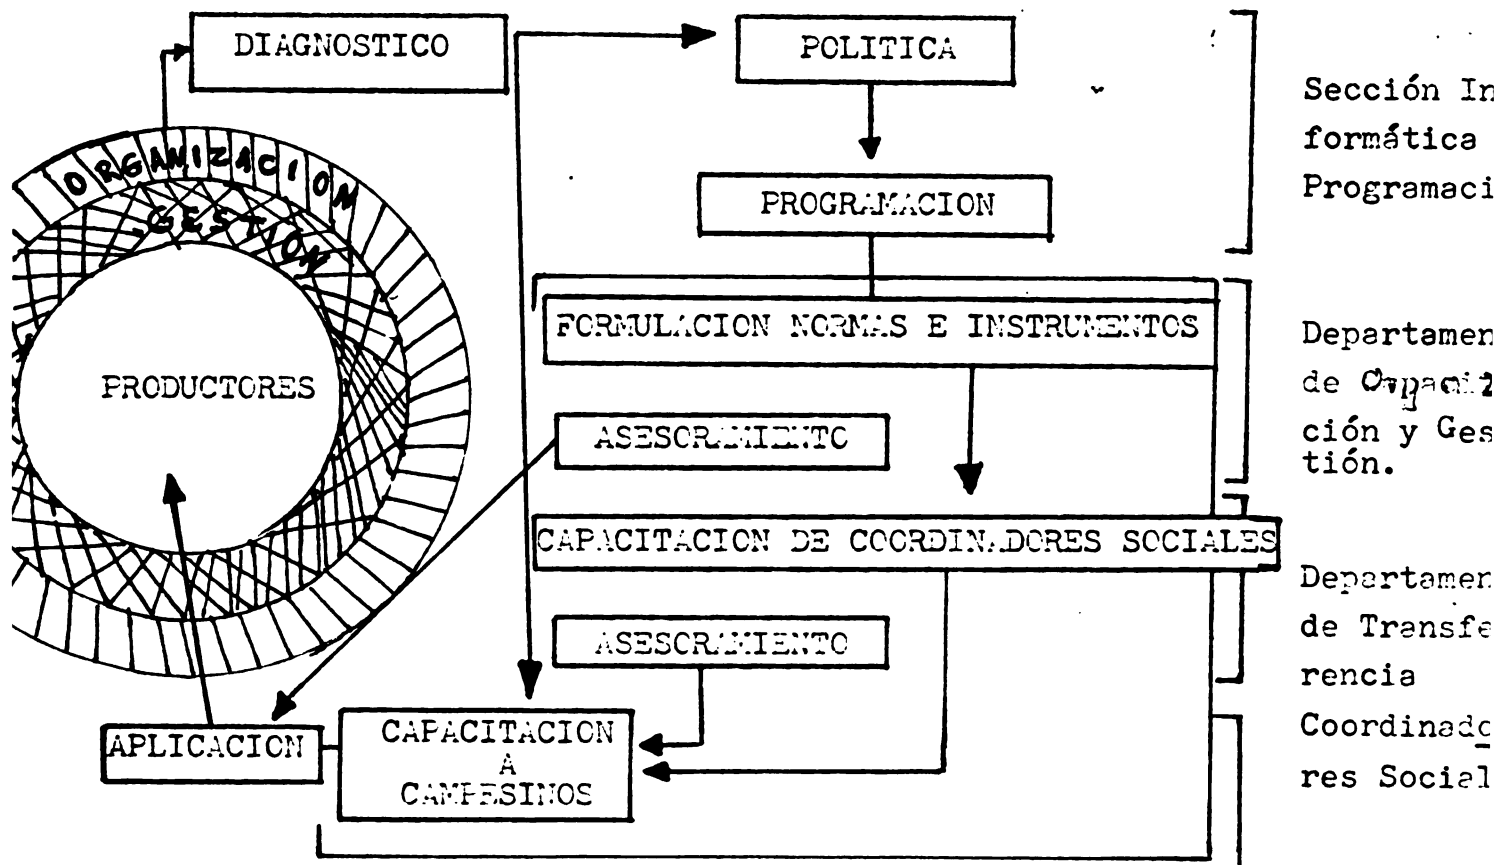 DIAGNOSTICO
POLITICA
PROGRAMACION
ORGANIZACION
GESTION
PRODUCTORES
FORMULACION NORMAS E INSTRUMENTOS
ASESORAMIENTO
CAPACITACION DE COORDINADORES SOCIALES
ASESORAMIENTO
APLICACION
CAPACITACION
A
CAMPESINOS
Sección In
formática
Programaci
Departamen
de Capacit
ción y Ges
tión.
Departamen
de Transfe
rencia
Coordinado
res Social